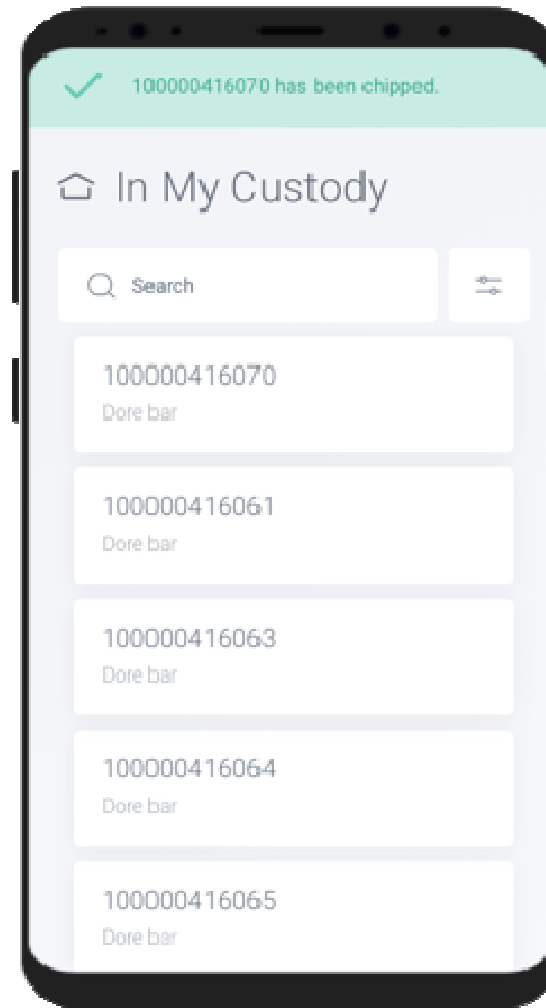 100000416070 has been chipped.
In My Custody
Search
100000416070
Dore bar
100000416061
Dore bar
100000416063
Dore bar
100000416064
Dore bar
100000416065
Dore bar